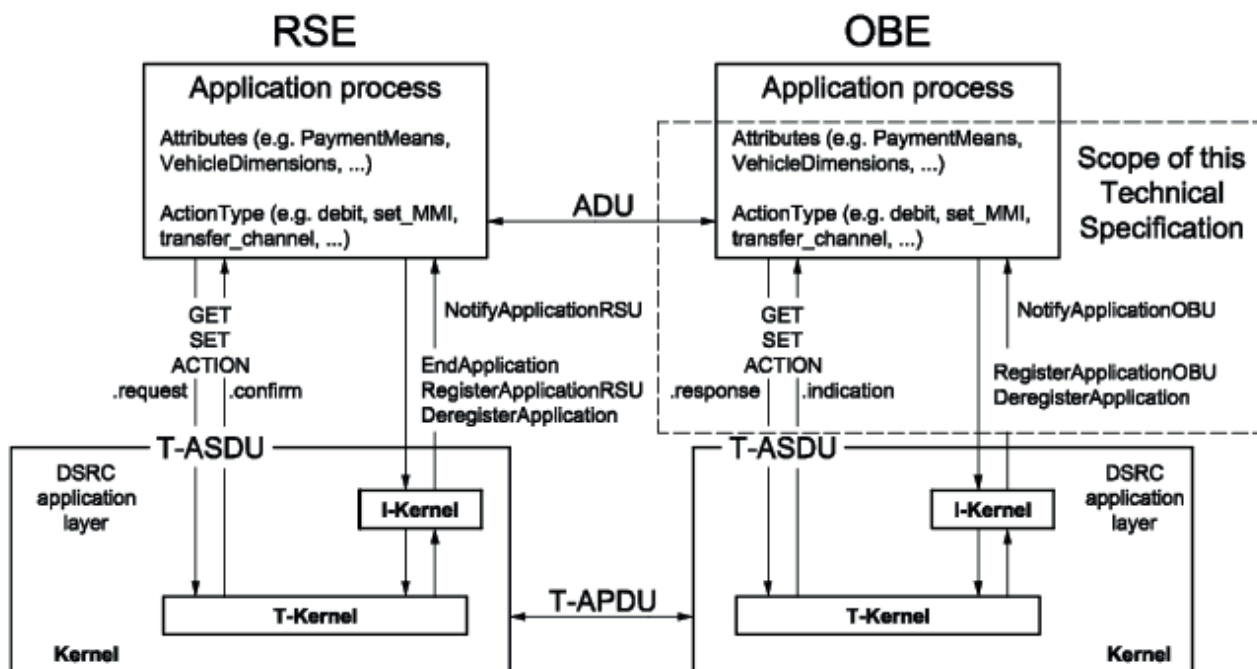 RSE
Application process
Attributes (e.g. PaymentMeans,
VehicleDimensions, ...)
ActionType (e.g. debit, set_MMI,
transfer_channel, ...)
GET
SET
ACTION
.request
.confirm
NotifyApplicationRSU
EndApplication
RegisterApplicationRSU
DeregisterApplication
T-ASDU
DSRC
application
layer
I-Kernel
T-Kernel
Kernel
ADU
T-APDU
OBE
Application process
Attributes (e.g. PaymentMeans,
VehicleDimensions, ...)
ActionType (e.g. debit, set_MMI,
transfer_channel, ...)
Scope of this
Technical
Specification
GET
SET
ACTION
.response
.indication
NotifyApplicationOBU
RegisterApplicationOBU
DeregisterApplication
T-ASDU
DSRC
application
layer
I-Kernel
T-Kernel
Kernel